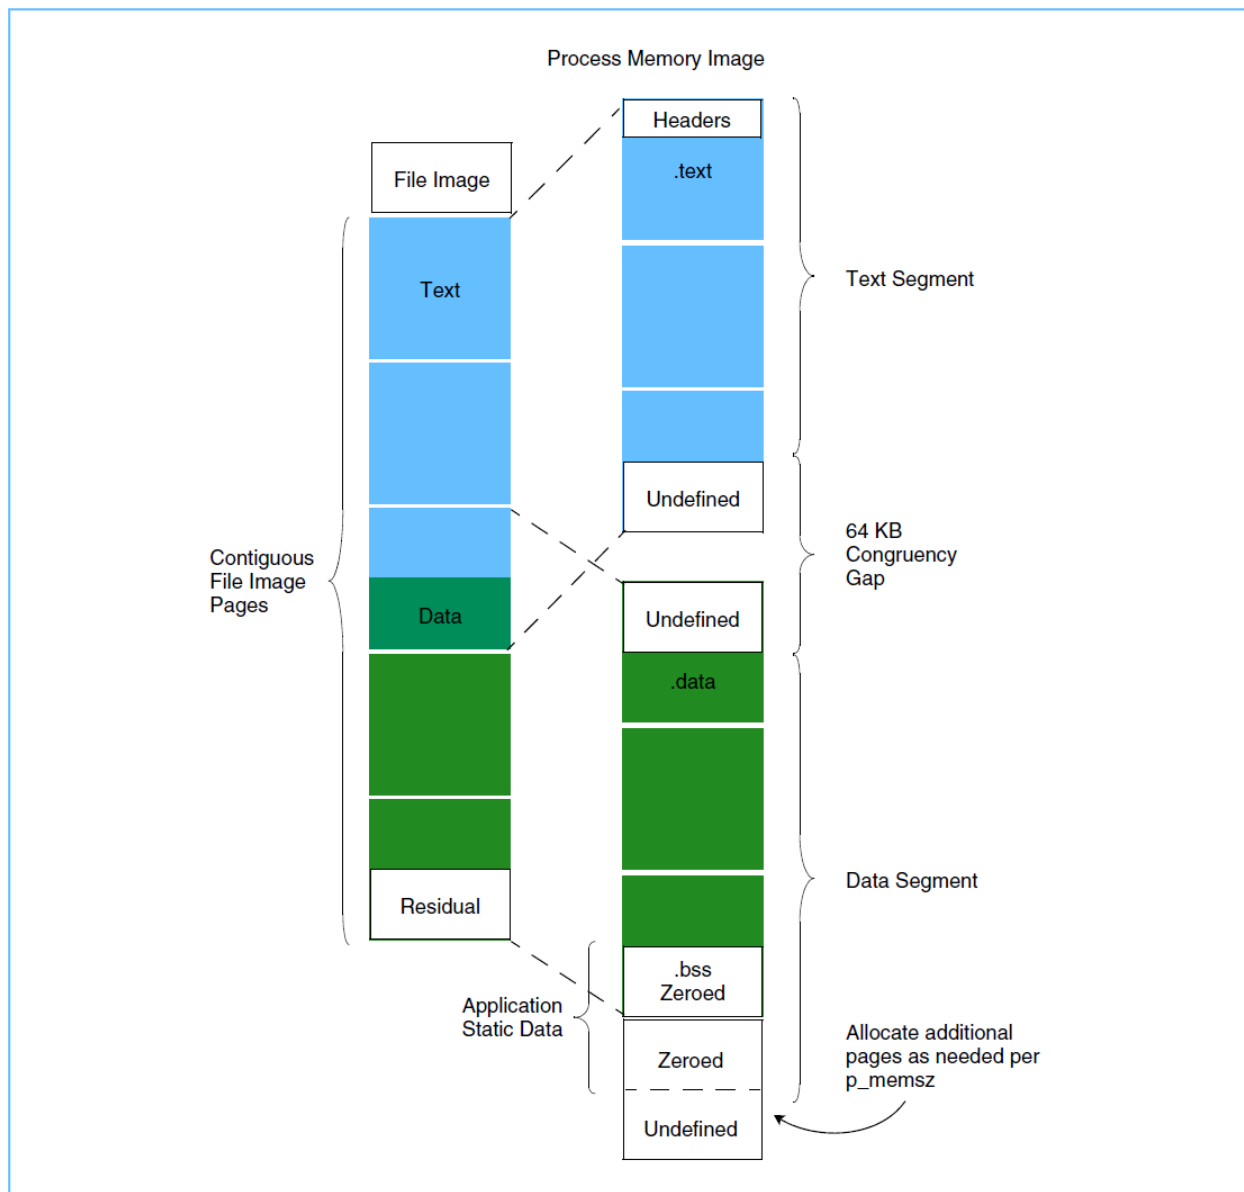 Process Memory Image
Headers
.text
File Image
Text
Text Segment
Undefined
64 KB
Congruency
Gap
Contiguous
File Image
Pages
Data
Undefined
.data
Data Segment
Residual
.bss
Zeroed
Application
Static Data
Zeroed
Allocate additional
pages as needed per
p_memsz
Undefined